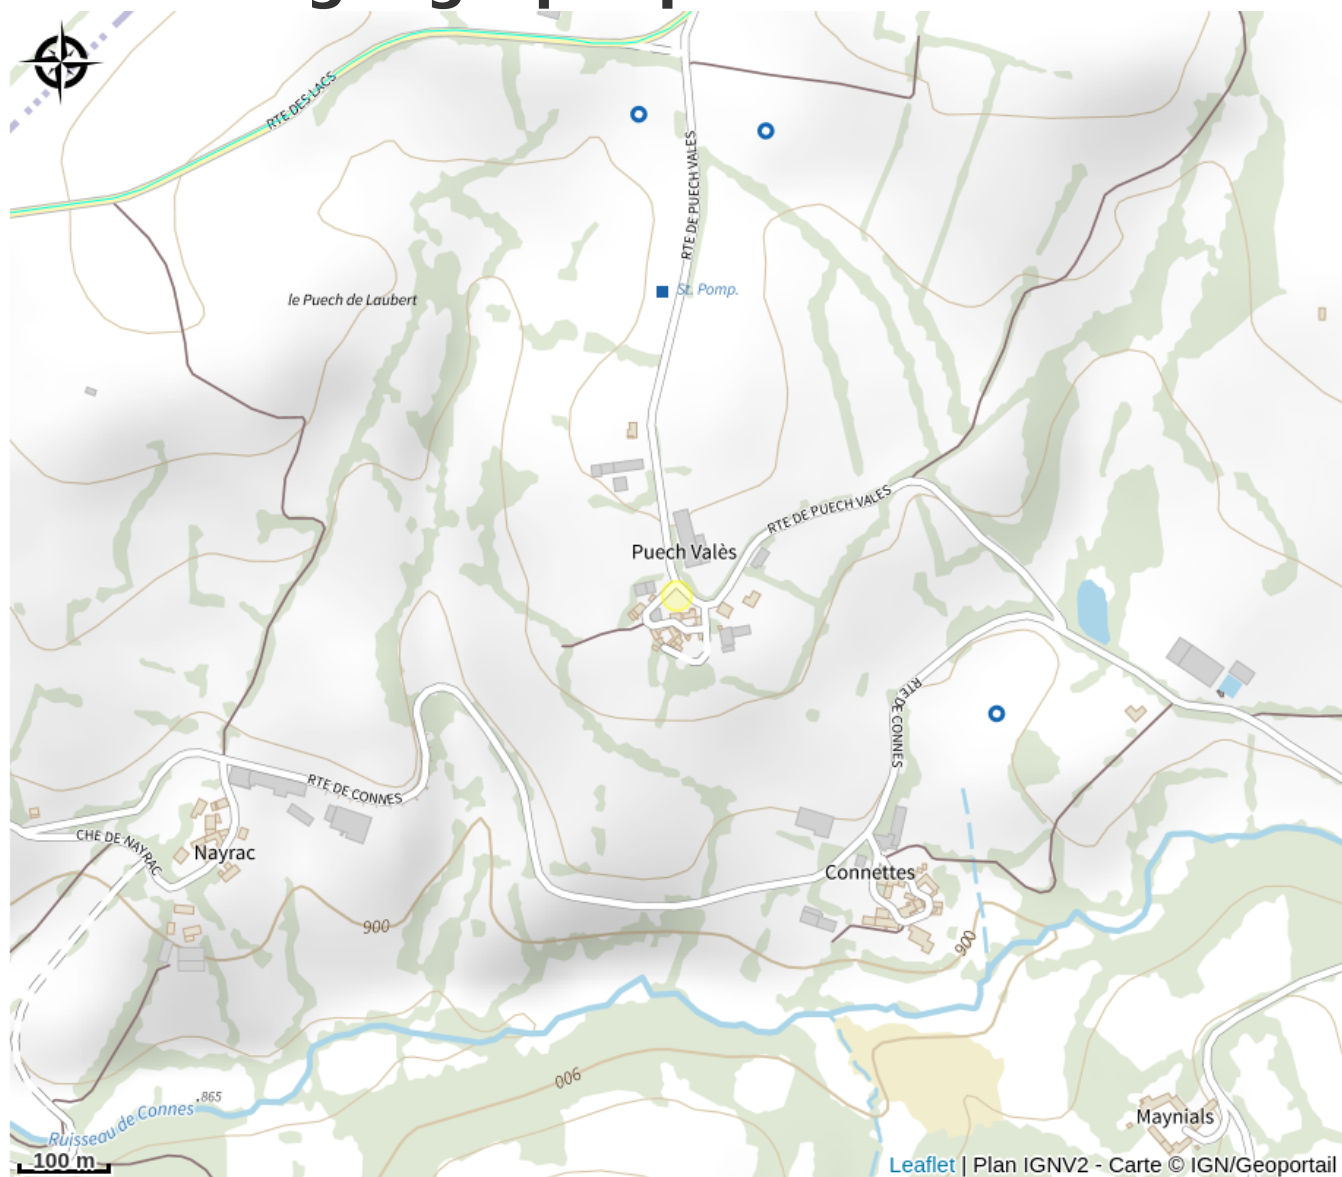 RTE DES LACS
RTE DE PUECH VALES
le Puech de Laubert
St. Pomp.
RTE DE PUECH VALES
Puech Valès
RTE DE CONNES
RTE DE CONNES
CHE DE NAYRAC
Nayrac
Connettes
900
900
900
.865
Ruisseau de Connes
Maynials
100 m
Leaflet | Plan IGNV2 - Carte © IGN/Geoportail